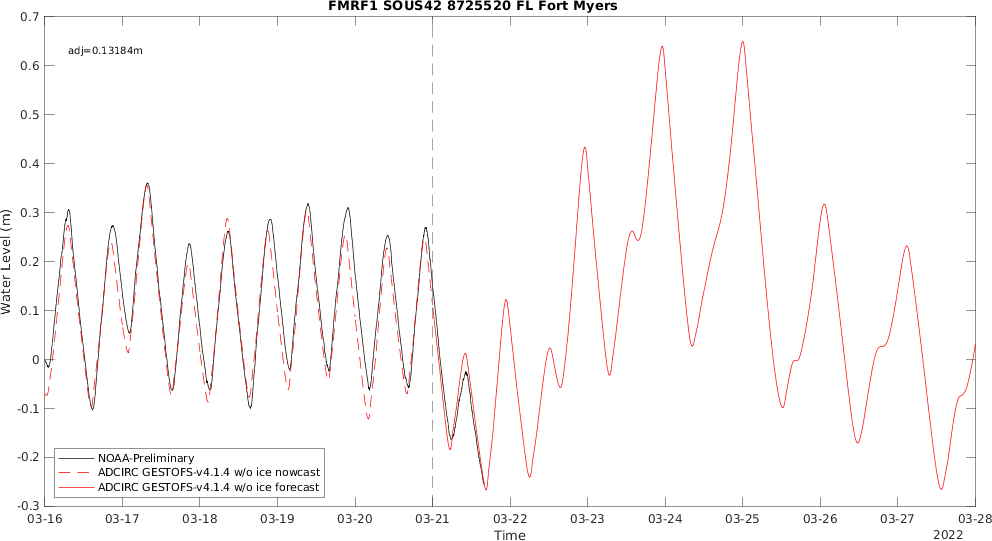 FMRF1 SOUS42 8725520 FL Fort Myers
0.7
adj=0.13184m
0.6
0.5
0.4
0.3
0.2
0.1
0
-0.1
-0.2
-0.3
Water Level (m)
NOAA-Preliminary
ADCIRC GESTOFS-v4.1.4 w/o ice nowcast
ADCIRC GESTOFS-v4.1.4 w/o ice forecast
03-16 03-17 03-18 03-19 03-20 03-21 03-22 03-23 03-24 03-25 03-26 03-27 03-28
Time
2022